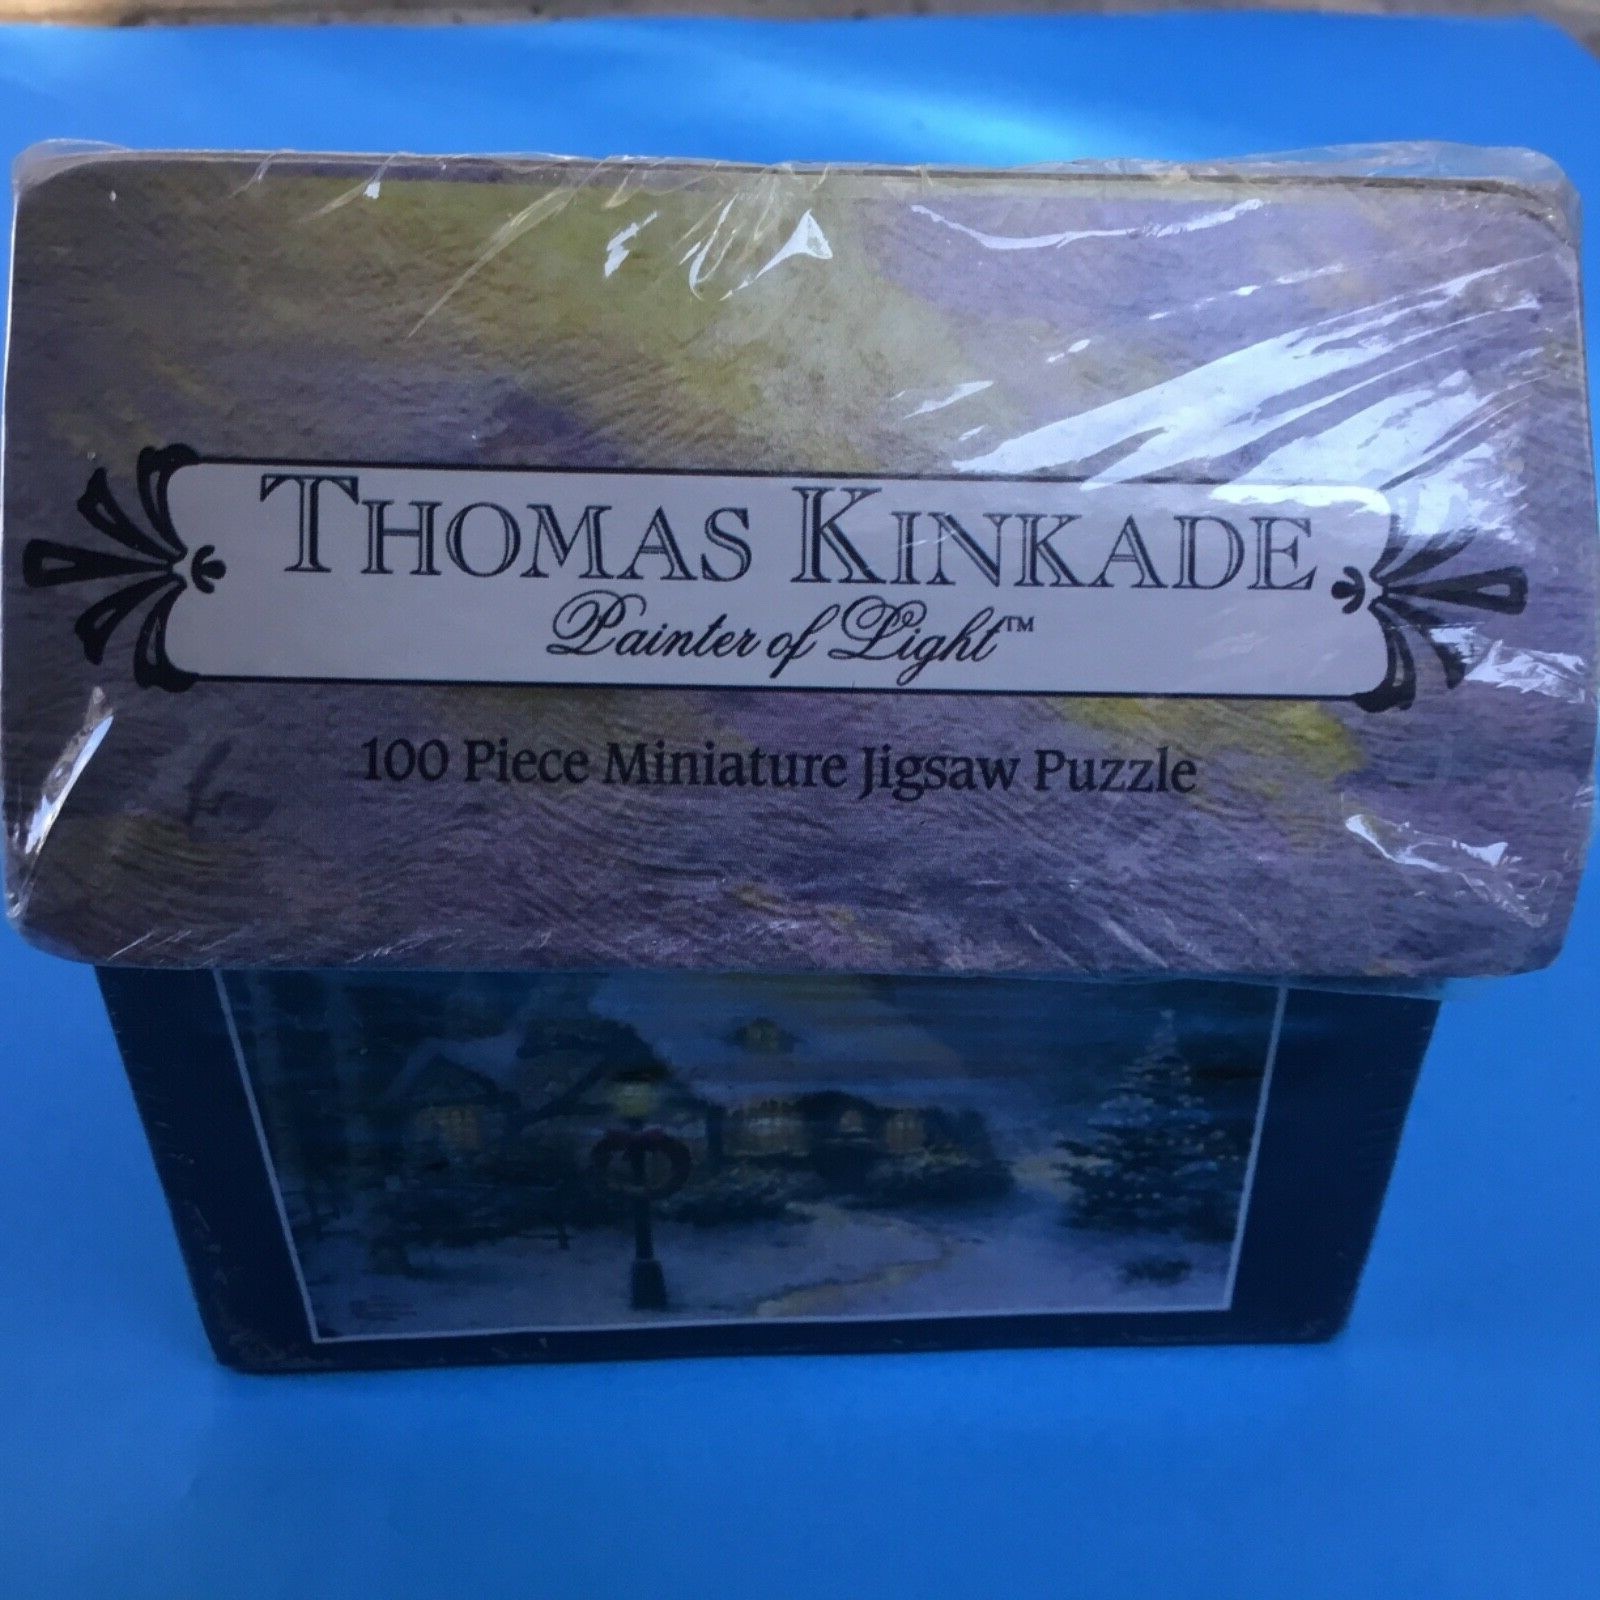 THOMAS KINKADE
Painter of Light™
100 Piece Miniature Jigsaw Puzzle